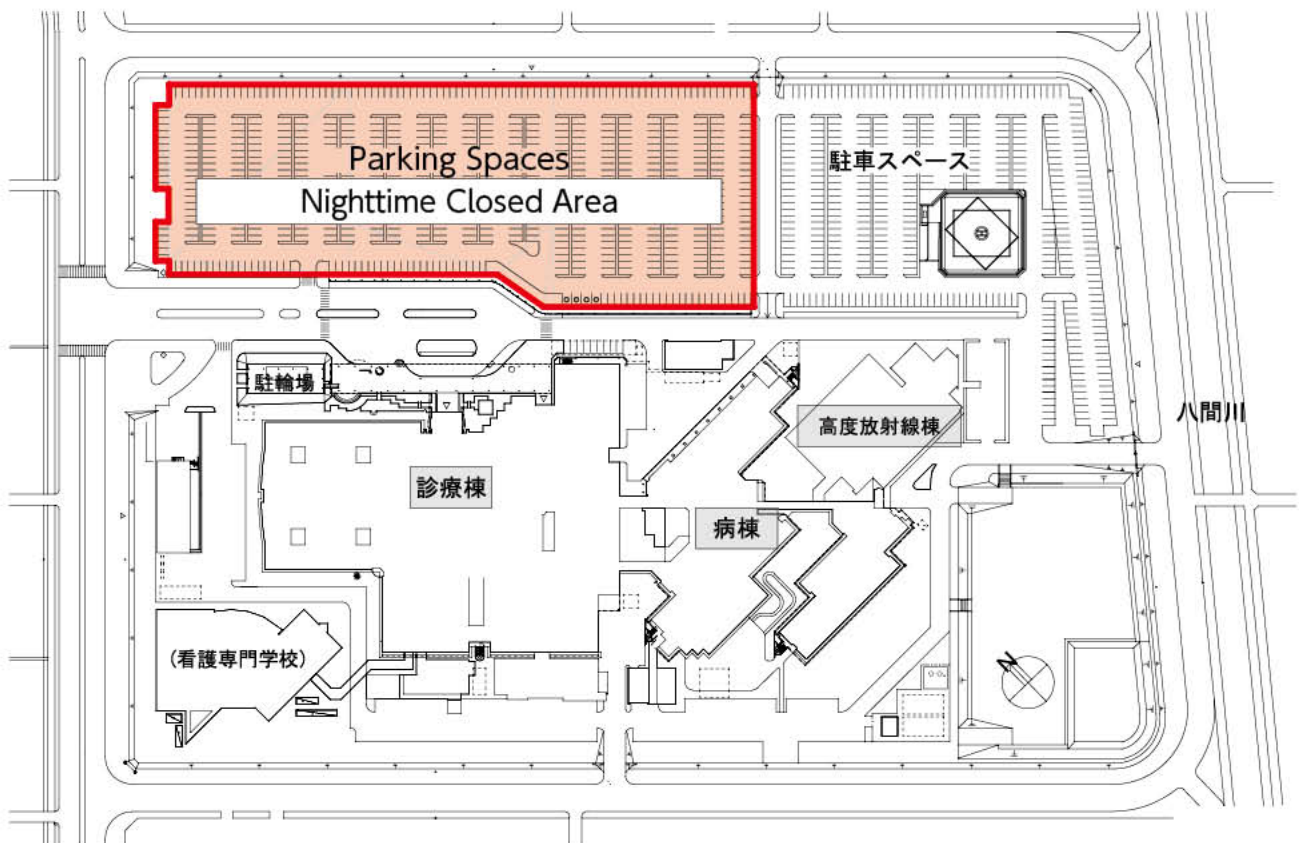 Parking Spaces
Nighttime Closed Area
駐車スペース
駐輪場
高度放射線棟
八間川
診療棟
病棟
(看護専門学校)
N